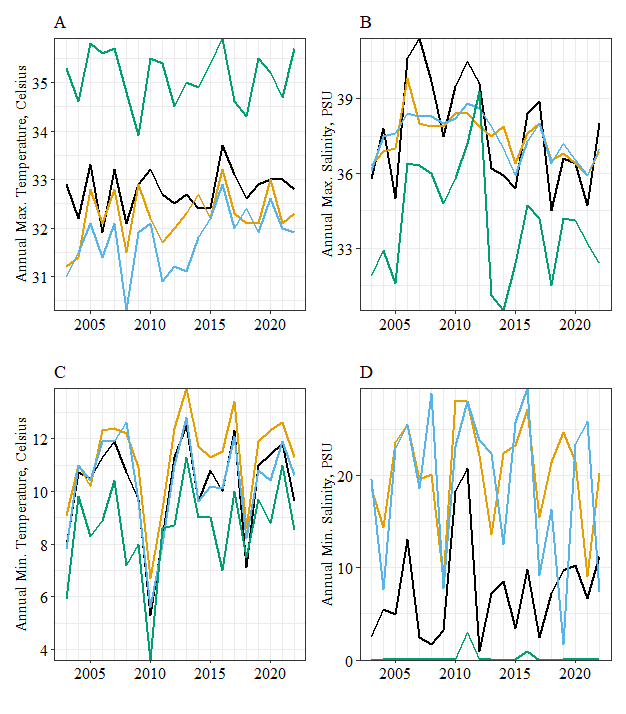 A
Annual Max. Temperature, Celsius
35
34
33
32
31
2005 2010 2015 2020
B
Annual Max. Salinity, PSU
39
36
33
2005 2010 2015 2020
C
Annual Min. Temperature, Celsius
12
10
8
6
4
2005 2010 2015 2020
D
Annual Min. Salinity, PSU
20
10
0
2005 2010 2015 2020